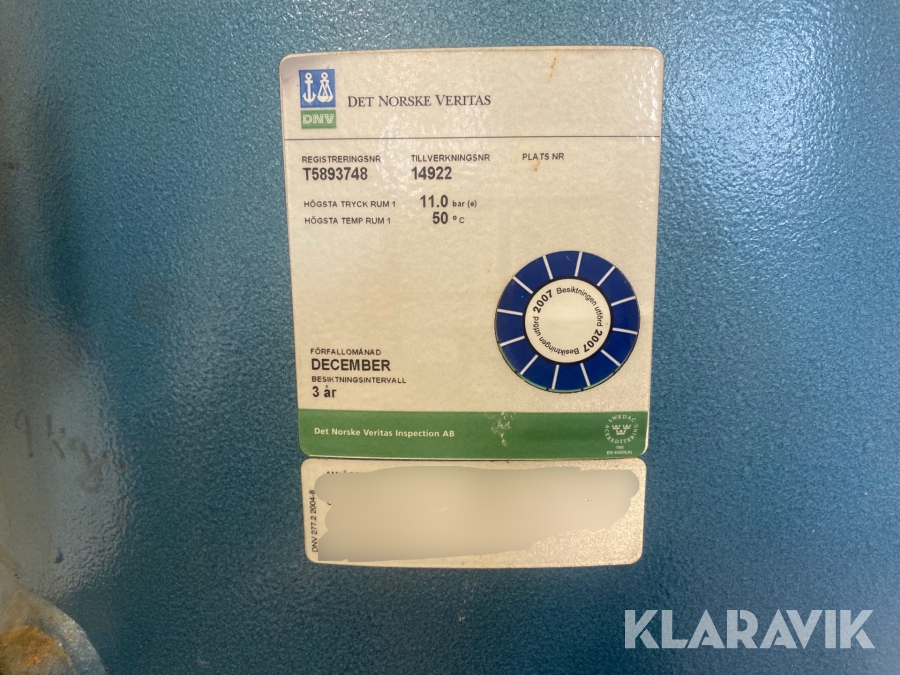 DET NORSKE VERITAS
DNV
REGISTRERINGSNR TILLVERKNINGSNR PLATS NR
T5893748 14922
HÖGSTA TRYCK RUM 1 11.0 bar (e)
HÖGSTA TEMP RUM 1 50 °C
2007 Besiktningen utförd 2007 Besiktningen utförd
FÖRFALLOMÅNAD
DECEMBER
BESIKTNINGSINTERVALL
3 år
Det Norske Veritas Inspection AB
SWEDAC ACKREDITERING
DNV 277.2 2004-8
KLARAVIK